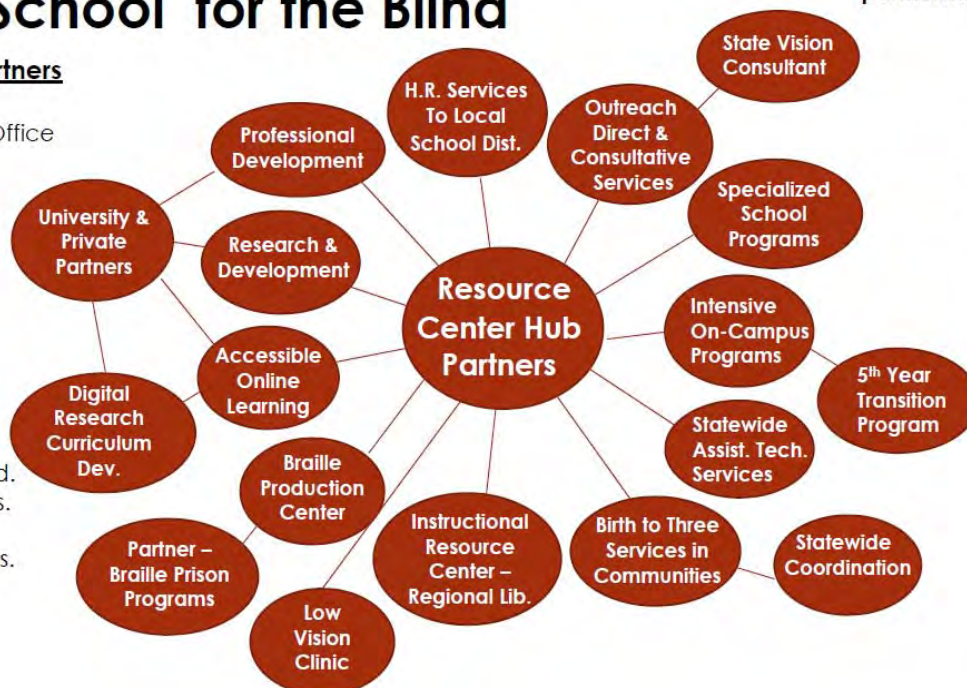 School for the Blind
rtners
Office
d.
s.
s.
State Vision
Consultant
H.R. Services
To Local
School Dist.
Outreach
Direct &
Consultative
Services
Professional
Development
Specialized
School
Programs
University &
Private
Partners
Research &
Development
Resource
Center Hub
Partners
Intensive
On-Campus
Programs
Accessible
Online
Learning
5th Year
Transition
Program
Digital
Research
Curriculum
Dev.
Statewide
Assist. Tech.
Services
Braille
Production
Center
Instructional
Resource
Center –
Regional Lib.
Birth to Three
Services in
Communities
Statewide
Coordination
Partner –
Braille Prison
Programs
Low
Vision
Clinic